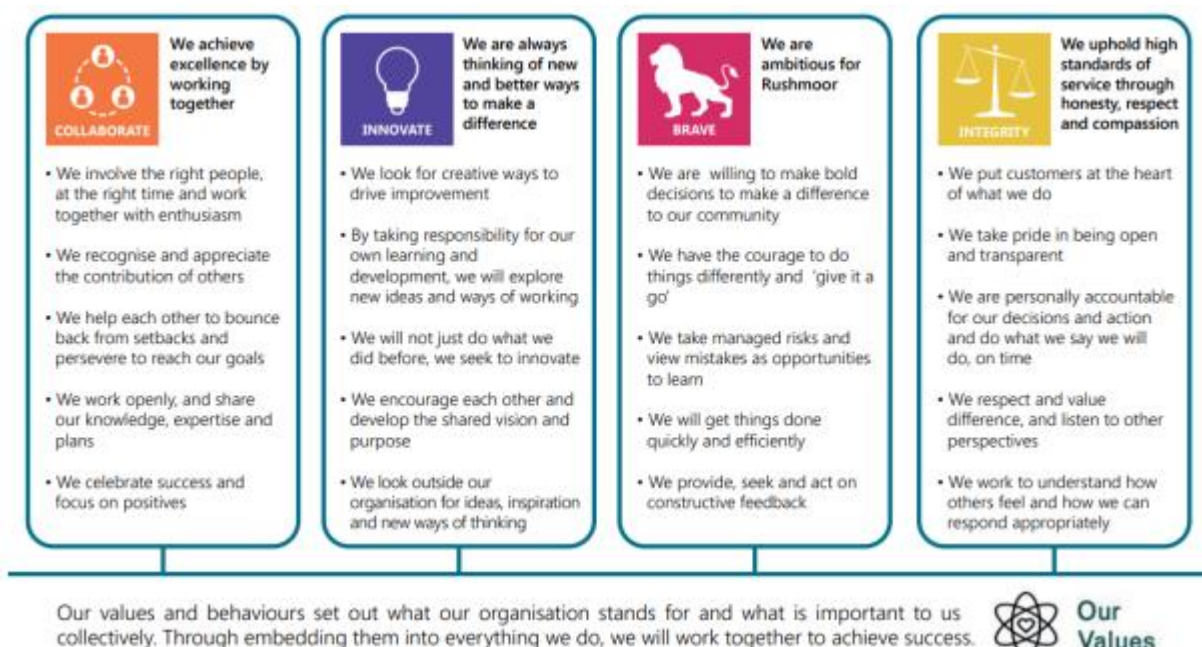 COLLABORATE
We achieve
excellence by
working
together
• We involve the right people,
at the right time and work
together with enthusiasm
• We recognise and appreciate
the contribution of others
• We help each other to bounce
back from setbacks and
persevere to reach our goals
• We work openly, and share
our knowledge, expertise and
plans
• We celebrate success and
focus on positives
INNOVATE
We are always
thinking of new
and better ways
to make a
difference
• We look for creative ways to
drive improvement
• By taking responsibility for our
own learning and
development, we will explore
new ideas and ways of working
• We will not just do what we
did before, we seek to innovate
• We encourage each other and
develop the shared vision and
purpose
• We look outside our
organisation for ideas, inspiration
and new ways of thinking
BRAVE
We are
ambitious for
Rushmoor
• We are willing to make bold
decisions to make a difference
to our community
• We have the courage to do
things differently and 'give it a
go'
• We take managed risks and
view mistakes as opportunities
to learn
• We will get things done
quickly and efficiently
• We provide, seek and act on
constructive feedback
INTEGRITY
We uphold high
standards of
service through
honesty, respect
and compassion
• We put customers at the heart
of what we do
• We take pride in being open
and transparent
• We are personally accountable
for our decisions and action
and do what we say we will
do, on time
• We respect and value
difference, and listen to other
perspectives
• We work to understand how
others feel and how we can
respond appropriately
Our values and behaviours set out what our organisation stands for and what is important to us
collectively. Through embedding them into everything we do, we will work together to achieve success.
Our
Values